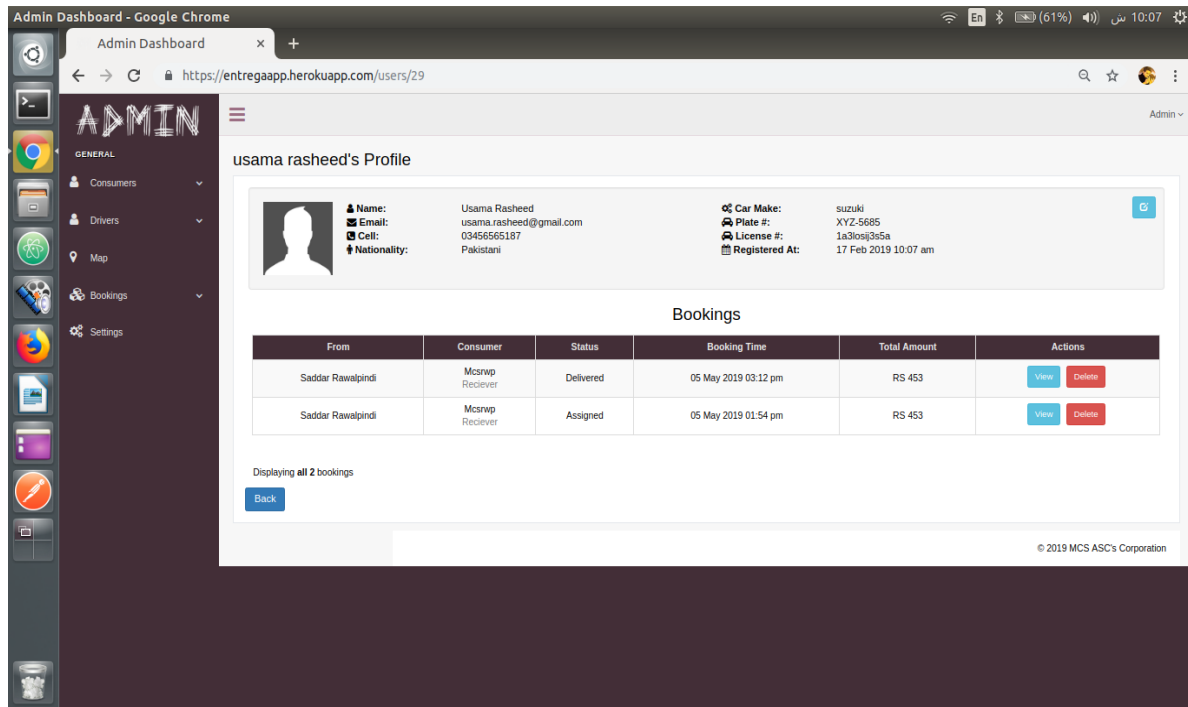 Admin Dashboard - Google Chrome En (61%) ش 10:07
Admin Dashboard × +
https://entregaapp.herokuapp.com/users/29
ADMIN
Admin
GENERAL
Consumers
Drivers
Map
Bookings
Settings
usama rasheed's Profile
Name: Usama Rasheed
Email: usama.rasheed@gmail.com
Cell: 03456565187
Nationality: Pakistani
Car Make: suzuki
Plate #: XYZ-5685
License #: 1a3losij3s5a
Registered At: 17 Feb 2019 10:07 am
Bookings
From Consumer Status Booking Time Total Amount Actions
Saddar Rawalpindi Mcsrwp Reciever Delivered 05 May 2019 03:12 pm RS 453 View Delete
Saddar Rawalpindi Mcsrwp Reciever Assigned 05 May 2019 01:54 pm RS 453 View Delete
Displaying all 2 bookings
Back
© 2019 MCS ASC's Corporation